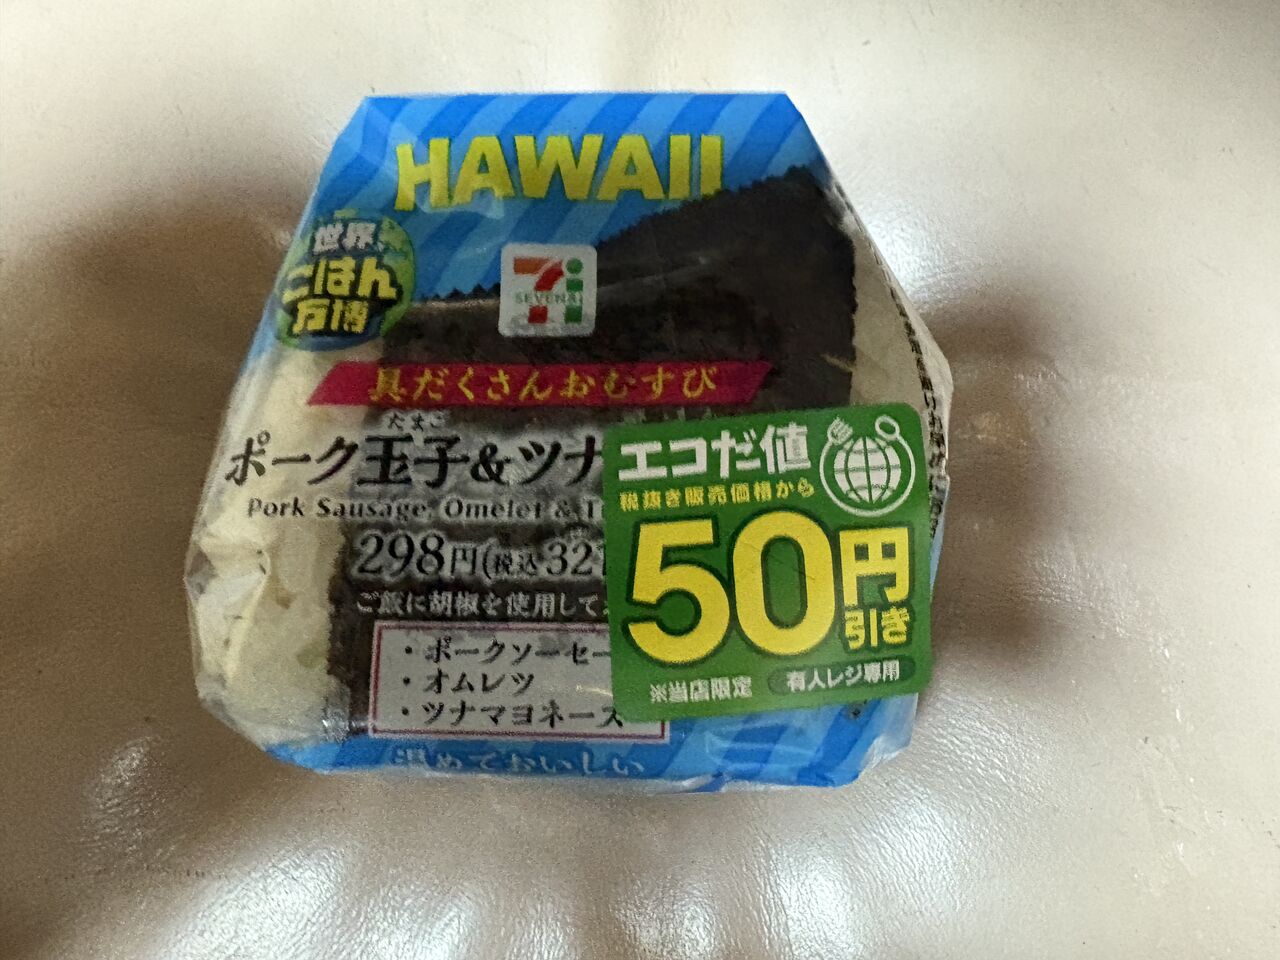 HAWAII
世界
ごはん
万博
SEVEN&i
具だくさんおむすび
たまご
ポーク玉子&ツナ
Pork Sausage, Omelet & T
298円(税込321
ご飯に胡椒を使用して
・ポークソーセー
・オムレツ
・ツナマヨネーズ
温めておいしい
エコだ値
税抜き販売価格から
50円
引き
※当店限定 有人レジ専用